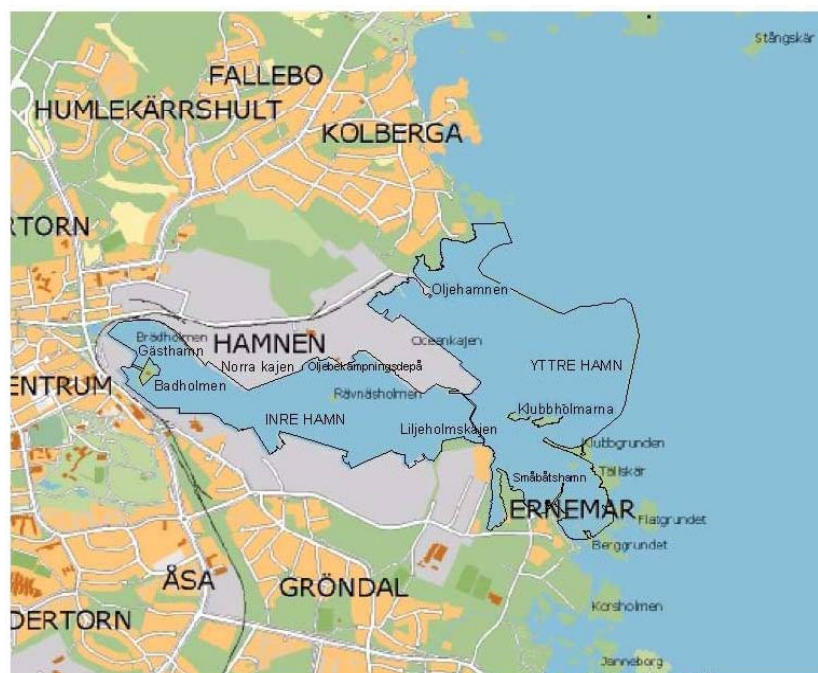 Stångskär
FALLEBO
HUMLEKÄRRSHULT
KOLBERGA
RTORN
Oljehamnen
Brädholmen
HAMNEN
Oceankajen
Gästhamn
Norra kajen
Oljebekämpningsdepå
YTTRE HAMN
ENTRUM
Badholmen
Rävnäsholmen
INRE HAMN
Liljeholmskajen
Klubbholmarna
Klubbgrunden
Tällskär
Småbåtshamn
ERNEMAR
Flatgrundet
Berggrundet
ÅSA
GRÖNDAL
Korsholmen
DERTORN
Janneborg